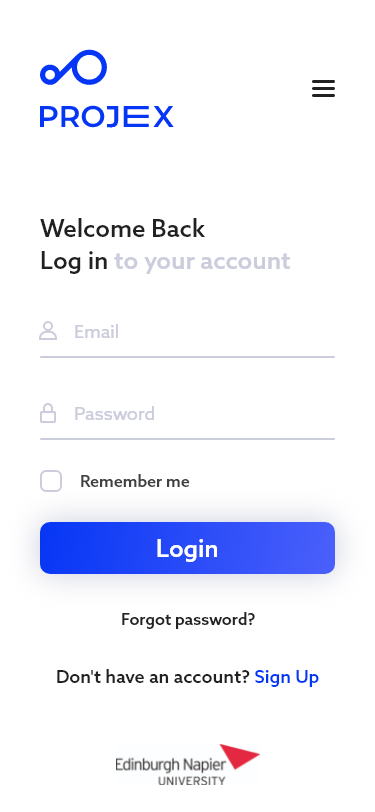 PROJEX
Welcome Back
Log in to your account
Email
Password
Remember me
Login
Forgot password?
Don't have an account? Sign Up
Edinburgh Napier
UNIVERSITY